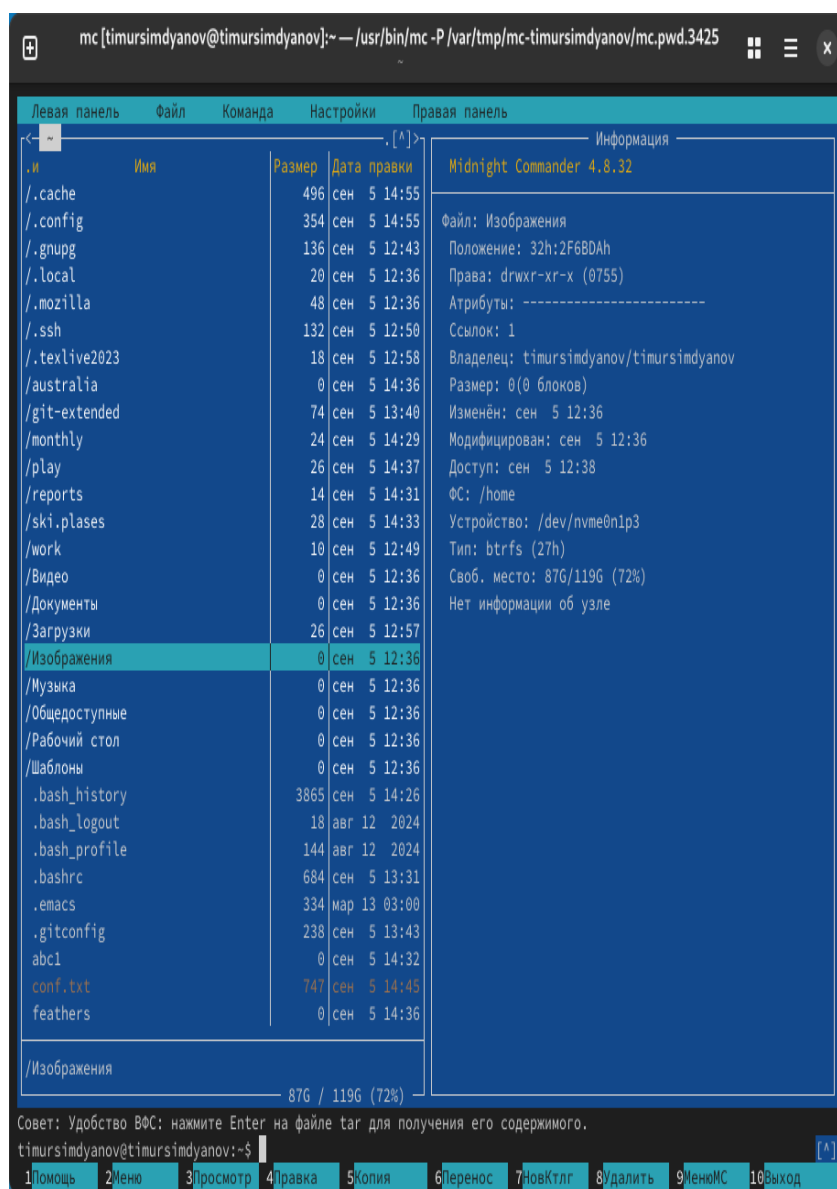 mc [timursimdyanov@timursimdyanov]:~ — /usr/bin/mc -P /var/tmp/mc-timursimdyanov/mc.pwd.3425
~
Левая панель Файл Команда Настройки Правая панель
<— ~ .[^]>
.и Имя Размер Дата правки
/.cache 496 сен 5 14:55
/.config 354 сен 5 14:55
/.gnupg 136 сен 5 12:43
/.local 20 сен 5 12:36
/.mozilla 48 сен 5 12:36
/.ssh 132 сен 5 12:50
/.texlive2023 18 сен 5 12:58
/australia 0 сен 5 14:36
/git-extended 74 сен 5 13:40
/monthly 24 сен 5 14:29
/play 26 сен 5 14:37
/reports 14 сен 5 14:31
/ski.plases 28 сен 5 14:33
/work 10 сен 5 12:49
/Видео 0 сен 5 12:36
/Документы 0 сен 5 12:36
/Загрузки 26 сен 5 12:57
/Изображения 0 сен 5 12:36
/Музыка 0 сен 5 12:36
/Общедоступные 0 сен 5 12:36
/Рабочий стол 0 сен 5 12:36
/Шаблоны 0 сен 5 12:36
.bash_history 3865 сен 5 14:26
.bash_logout 18 авг 12 2024
.bash_profile 144 авг 12 2024
.bashrc 684 сен 5 13:31
.emacs 334 мар 13 03:00
.gitconfig 238 сен 5 13:43
abc1 0 сен 5 14:32
conf.txt 747 сен 5 14:45
feathers 0 сен 5 14:36
/Изображения
87G / 119G (72%)
Информация
Midnight Commander 4.8.32
Файл: Изображения
Положение: 32h:2F6BDAh
Права: drwxr-xr-x (0755)
Атрибуты: -------------------------
Ссылок: 1
Владелец: timursimdyanov/timursimdyanov
Размер: 0(0 блоков)
Изменён: сен 5 12:36
Модифицирован: сен 5 12:36
Доступ: сен 5 12:38
ФС: /home
Устройство: /dev/nvme0n1p3
Тип: btrfs (27h)
Своб. место: 87G/119G (72%)
Нет информации об узле
Совет: Удобство ВФС: нажмите Enter на файле tar для получения его содержимого.
timursimdyanov@timursimdyanov:~$ [^]
1Помощь 2Меню 3Просмотр 4Правка 5Копия 6Перенос 7НовКтлг 8Удалить 9МенюMC 10Выход